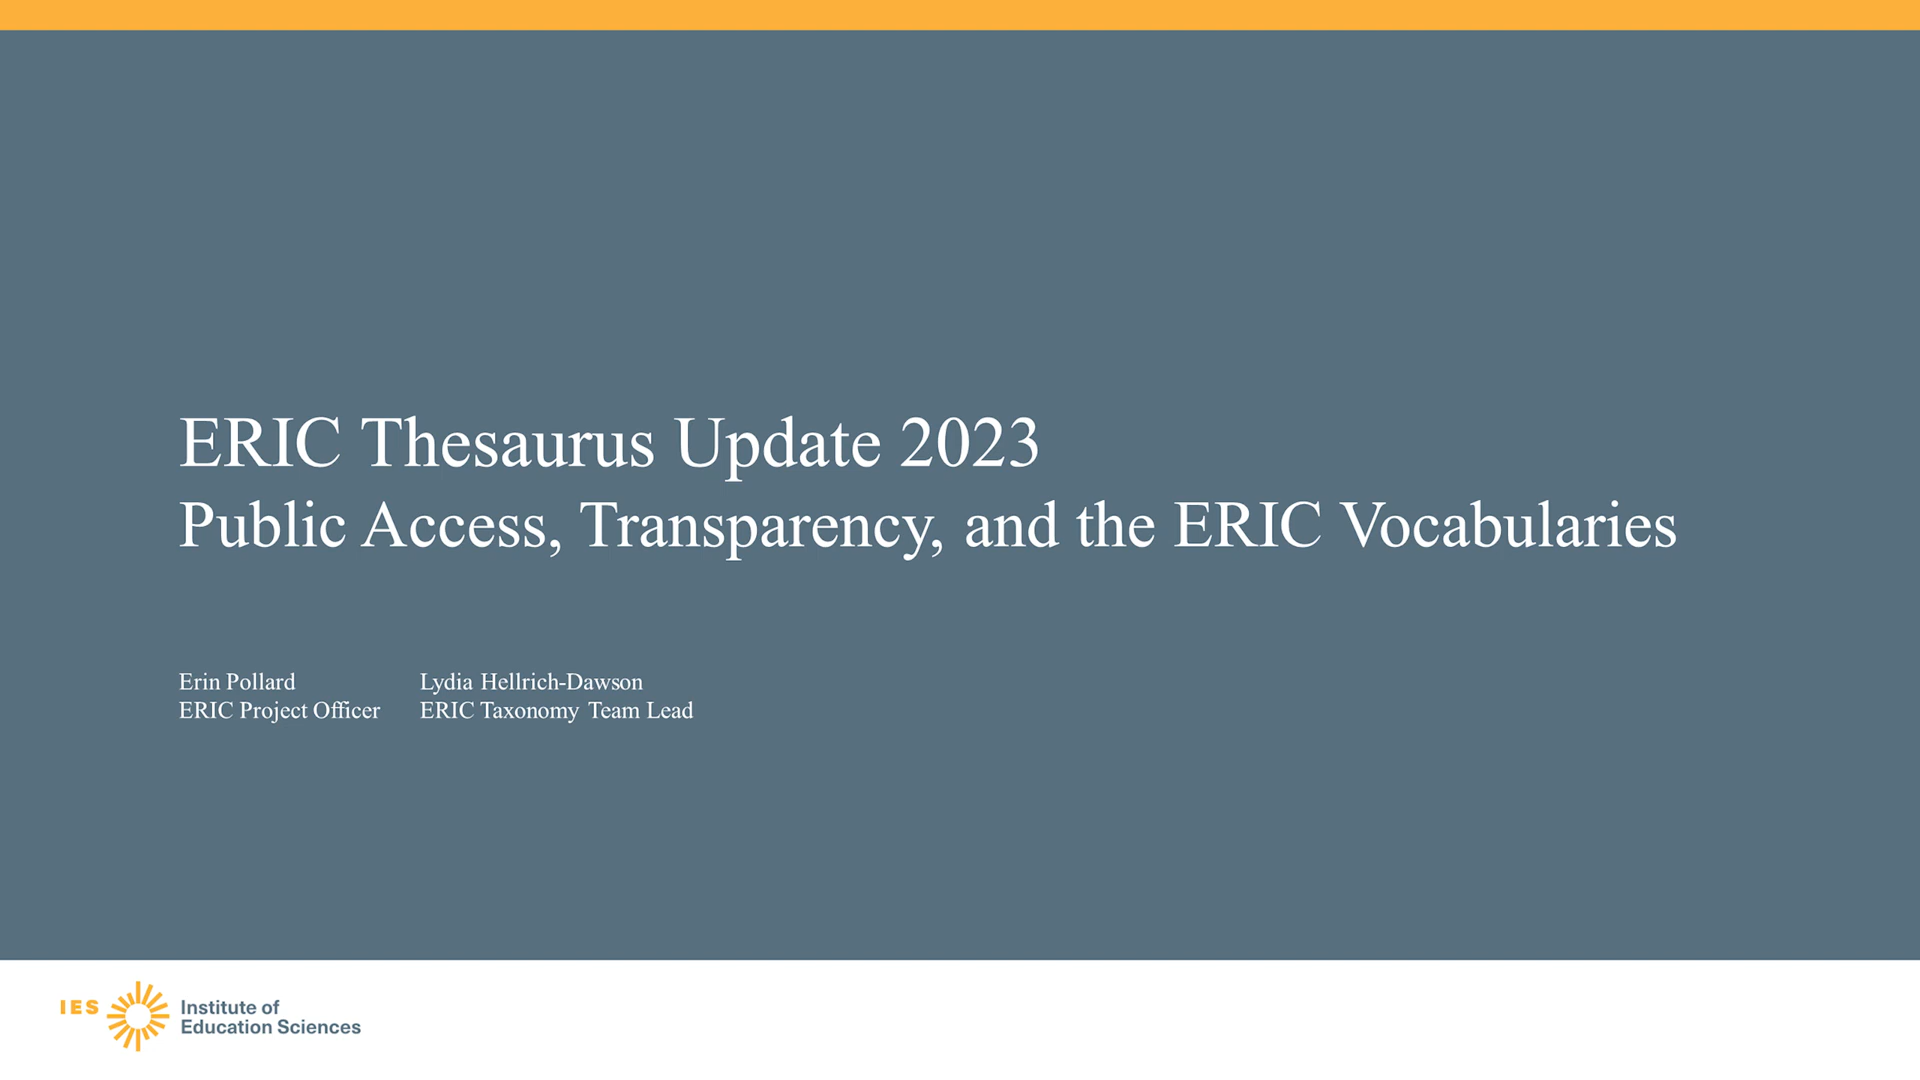 ERIC Thesaurus Update 2023
Public Access, Transparency, and the ERIC Vocabularies
Erin Pollard
ERIC Project Officer
Lydia Hellrich-Dawson
ERIC Taxonomy Team Lead
IES
Institute of
Education Sciences